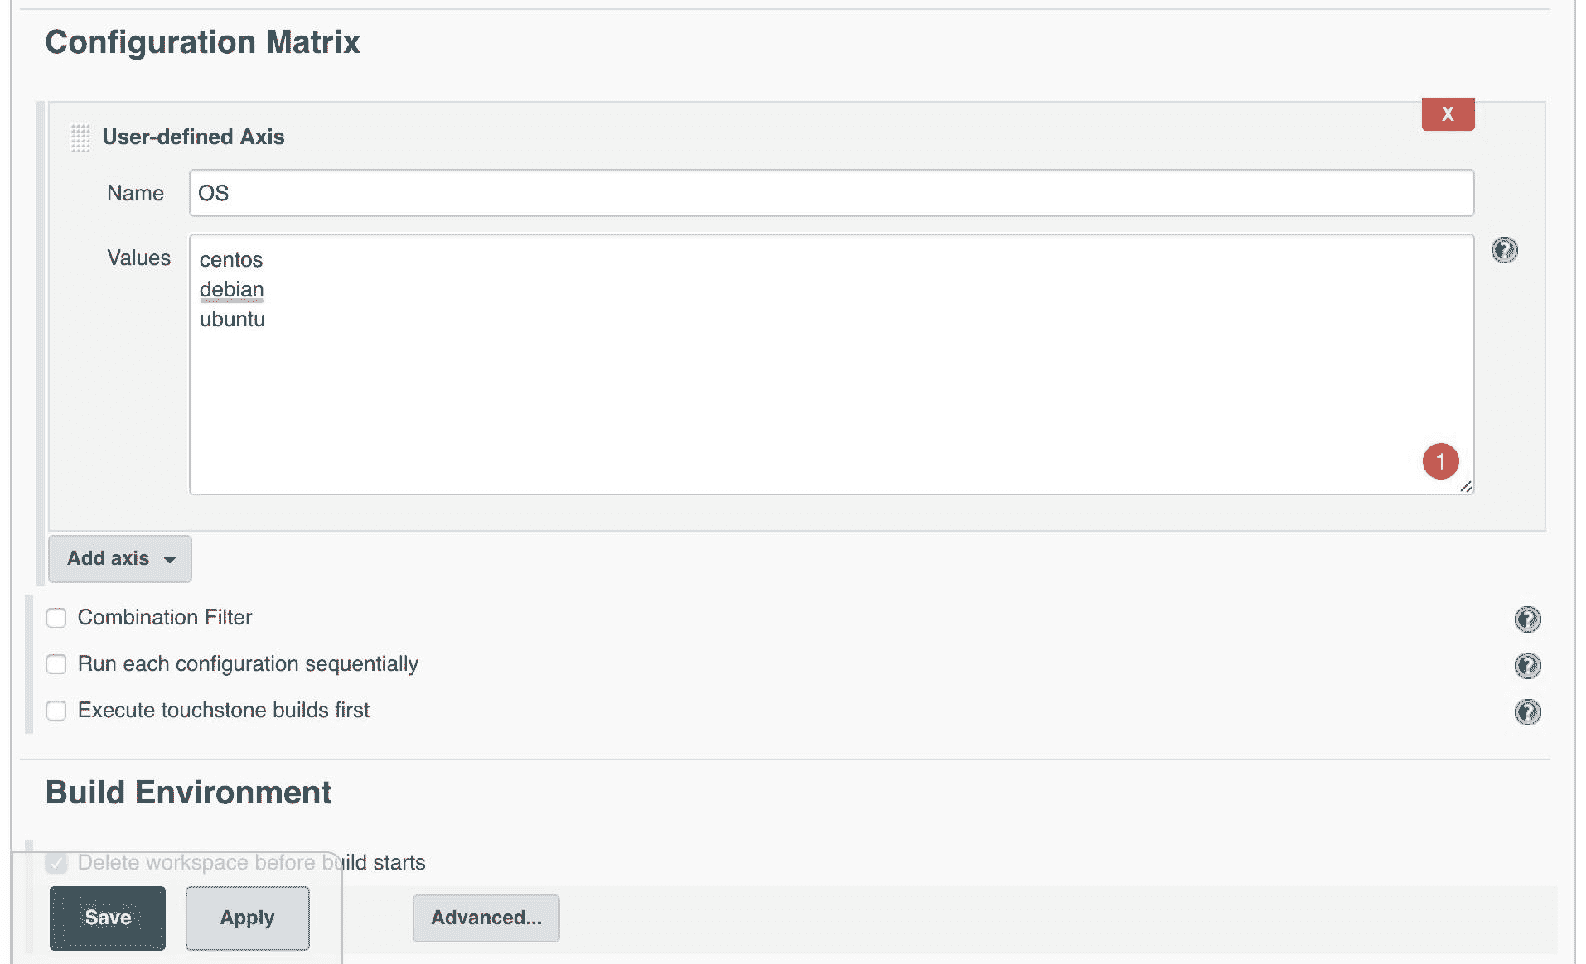 Configuration Matrix
X
User-defined Axis
Name OS
Values centos
debian
ubuntu
1
Add axis
Combination Filter
Run each configuration sequentially
Execute touchstone builds first
Build Environment
Delete workspace before build starts
Save Apply Advanced...